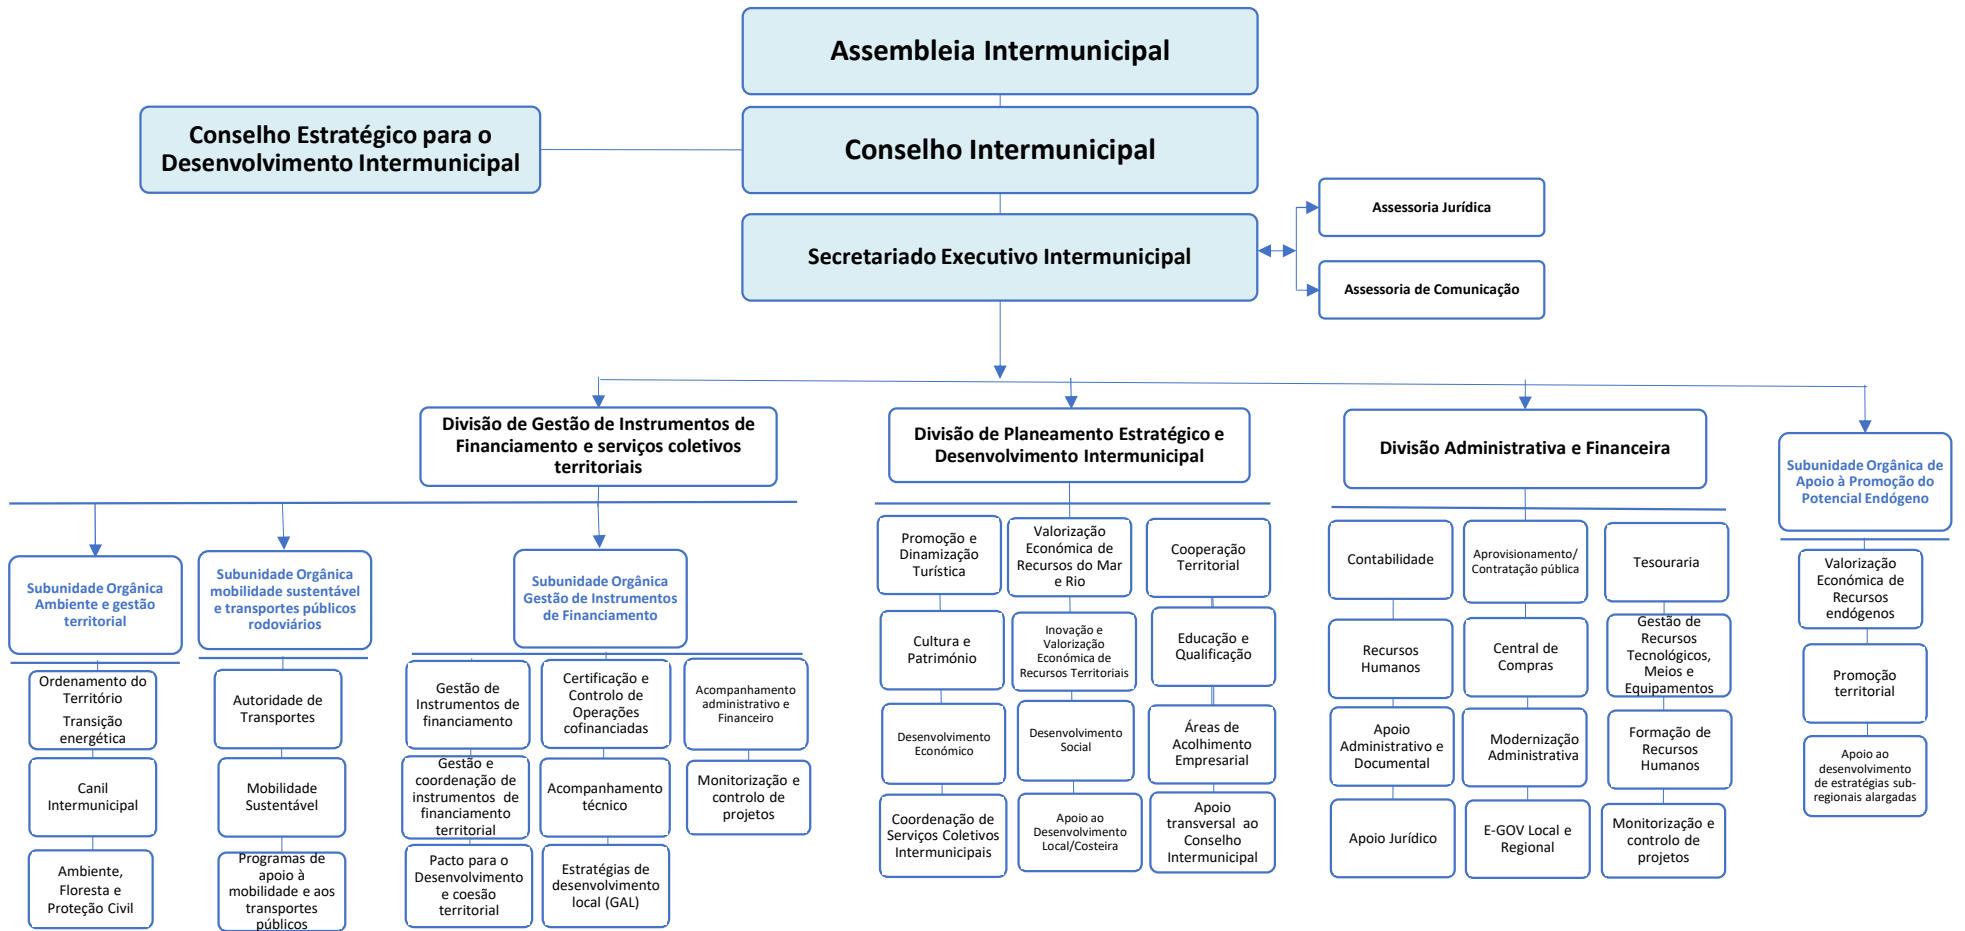 Assembleia Intermunicipal
Conselho Estratégico para o
Desenvolvimento Intermunicipal
Conselho Intermunicipal
Secretariado Executivo Intermunicipal
Assessoria Jurídica
Assessoria de Comunicação
Divisão de Gestão de Instrumentos de
Financiamento e serviços coletivos
territoriais
Divisão de Planeamento Estratégico e
Desenvolvimento Intermunicipal
Divisão Administrativa e Financeira
Subunidade Orgânica de
Apoio à Promoção do
Potencial Endógeno
Subunidade Orgânica
Ambiente e gestão
territorial
Ordenamento do
Território
Transição
energética
Canil
Intermunicipal
Ambiente,
Floresta e
Proteção Civil
Subunidade Orgânica
mobilidade sustentável
e transportes públicos
rodoviários
Autoridade de
Transportes
Mobilidade
Sustentável
Programas de
apoio à
mobilidade e aos
transportes
públicos
Subunidade Orgânica
Gestão de Instrumentos
de Financiamento
Gestão de
Instrumentos de
financiamento
Certificação e
Controlo de
Operações
cofinanciadas
Acompanhamento
administrativo e
Financeiro
Gestão e
coordenação de
instrumentos de
financiamento
territorial
Acompanhamento
técnico
Monitorização e
controlo de
projetos
Pacto para o
Desenvolvimento
e coesão
territorial
Estratégias de
desenvolvimento
local (GAL)
Promoção e
Dinamização
Turística
Valorização
Económica de
Recursos do Mar
e Rio
Cooperação
Territorial
Cultura e
Património
Inovação e
Valorização
Económica de
Recursos Territoriais
Educação e
Qualificação
Desenvolvimento
Económico
Desenvolvimento
Social
Áreas de
Acolhimento
Empresarial
Coordenação de
Serviços Coletivos
Intermunicipais
Apoio ao
Desenvolvimento
Local/Costeira
Apoio
transversal ao
Conselho
Intermunicipal
Contabilidade
Aprovisionamento/
Contratação pública
Tesouraria
Recursos
Humanos
Central de
Compras
Gestão de
Recursos
Tecnológicos,
Meios e
Equipamentos
Apoio
Administrativo e
Documental
Modernização
Administrativa
Formação de
Recursos
Humanos
Apoio Jurídico
E-GOV Local e
Regional
Monitorização e
controlo de
projetos
Valorização
Económica de
Recursos
endógenos
Promoção
territorial
Apoio ao
desenvolvimento
de estratégias sub-
regionais alargadas